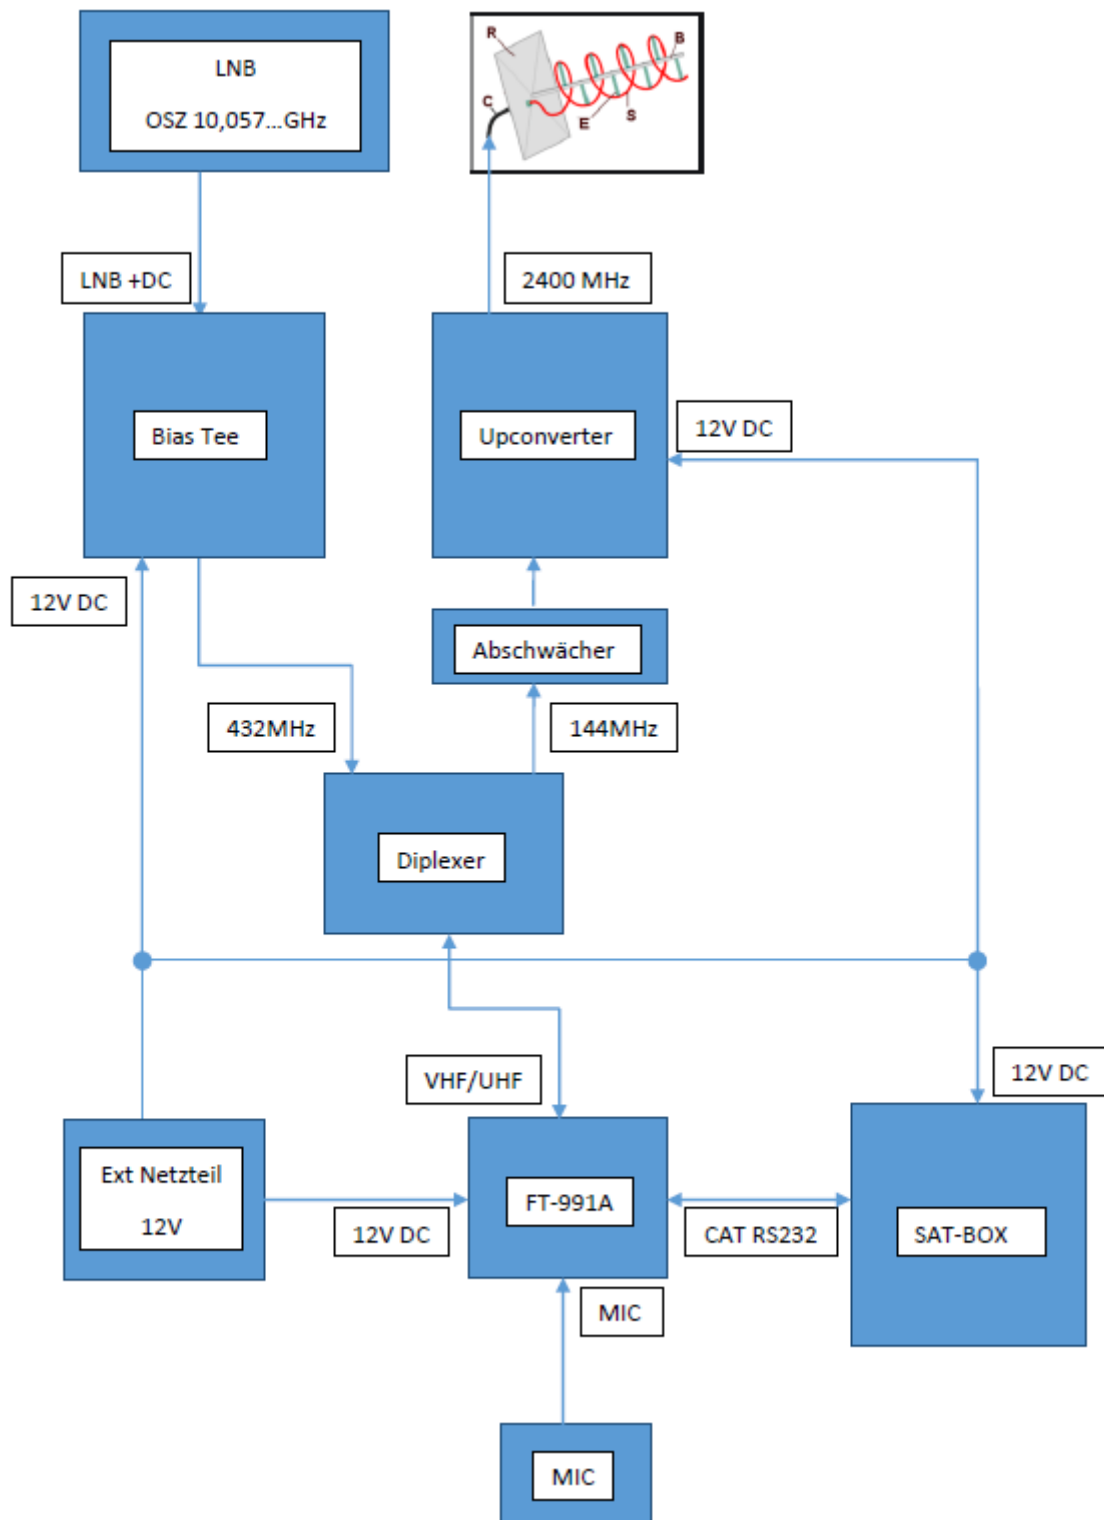 LNB
OSZ 10,057...GHz
R
B
C
E
S
LNB +DC
2400 MHz
Bias Tee
Upconverter
12V DC
12V DC
Abschwächer
432MHz
144MHz
Diplexer
VHF/UHF
12V DC
Ext Netzteil
12V
12V DC
FT-991A
CAT RS232
SAT-BOX
MIC
MIC